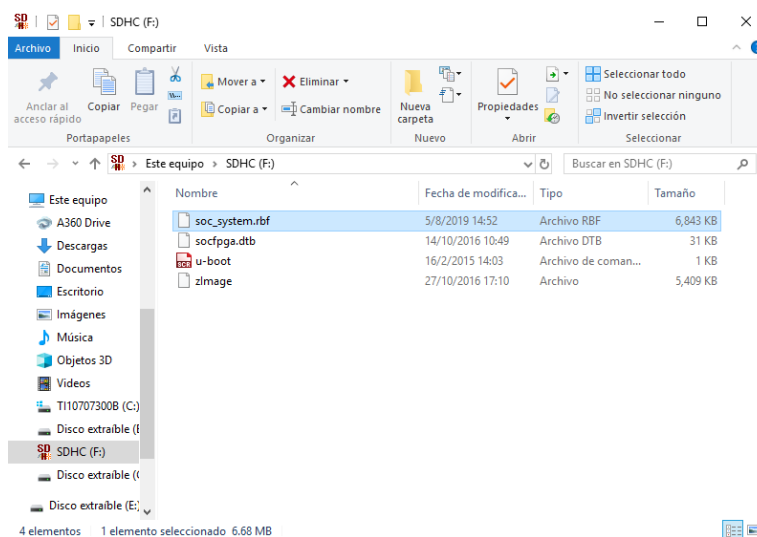 SDHC (F:)
Archivo Inicio Compartir Vista
Anclar al acceso rápido
Copiar
Pegar
Mover a
Copiar a
Eliminar
Cambiar nombre
Nueva carpeta
Propiedades
Seleccionar todo
No seleccionar ninguno
Invertir selección
Portapapeles Organizar Nuevo Abrir Seleccionar
Este equipo > SDHC (F:) Buscar en SDHC (F:)
Nombre Fecha de modifica... Tipo Tamaño
soc_system.rbf 5/8/2019 14:52 Archivo RBF 6,843 KB
socfpga.dtb 14/10/2016 10:49 Archivo DTB 31 KB
u-boot 16/2/2015 14:03 Archivo de coman... 1 KB
zImage 27/10/2016 17:10 Archivo 5,409 KB
Este equipo
A360 Drive
Descargas
Documentos
Escritorio
Imágenes
Música
Objetos 3D
Videos
TI10707300B (C:)
Disco extraíble (
SDHC (F:)
Disco extraíble (
Disco extraíble (E:)
4 elementos 1 elemento seleccionado 6.68 MB